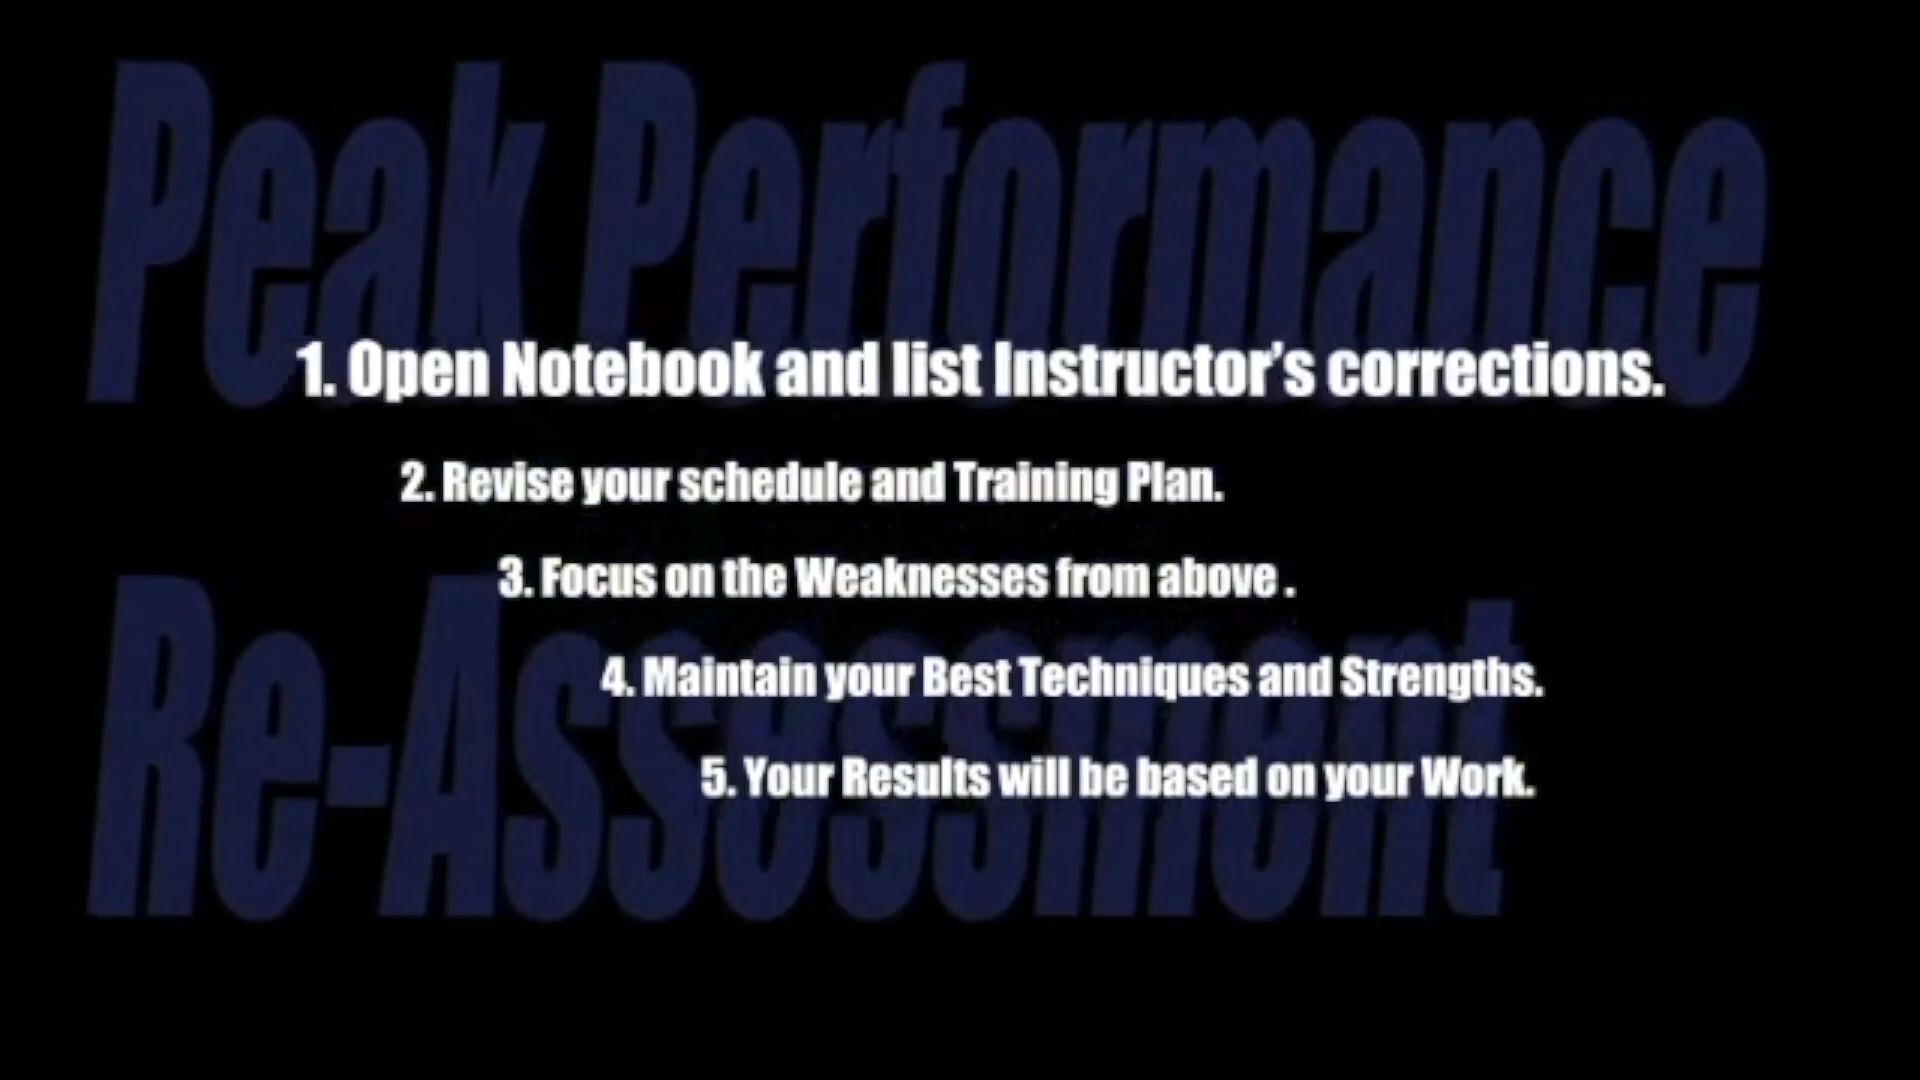 Peak Performance
1. Open Notebook and list Instructor's corrections.
2. Revise your schedule and Training Plan.
3. Focus on the Weaknesses from above .
Re-Assessment
4. Maintain your Best Techniques and Strengths.
5. Your Results will be based on your Work.